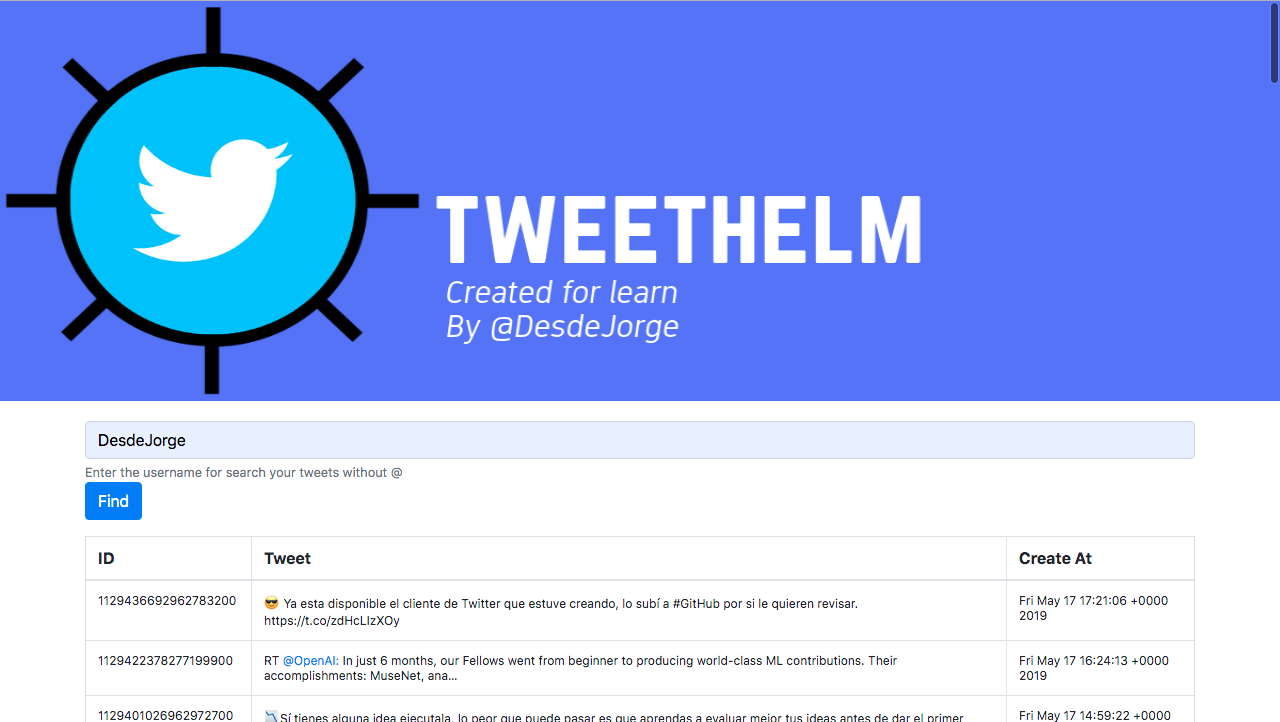 TWEETHELM
Created for learn
By @DesdeJorge
DesdeJorge
Enter the username for search your tweets without @
Find
ID Tweet Create At
1129436692962783200 😎 Ya esta disponible el cliente de Twitter que estuve creando, lo subí a #GitHub por si le quieren revisar. Fri May 17 17:21:06 +0000
https://t.co/zdHcLIzXOy 2019
1129422378277199900 RT @OpenAI: In just 6 months, our Fellows went from beginner to producing world-class ML contributions. Their Fri May 17 16:24:13 +0000
accomplishments: MuseNet, ana... 2019
1129401026962972700 📉Sí tienes alguna idea ejecutala, lo peor que puede pasar es que aprendas a evaluar mejor tus ideas antes de dar el primer Fri May 17 14:59:22 +0000